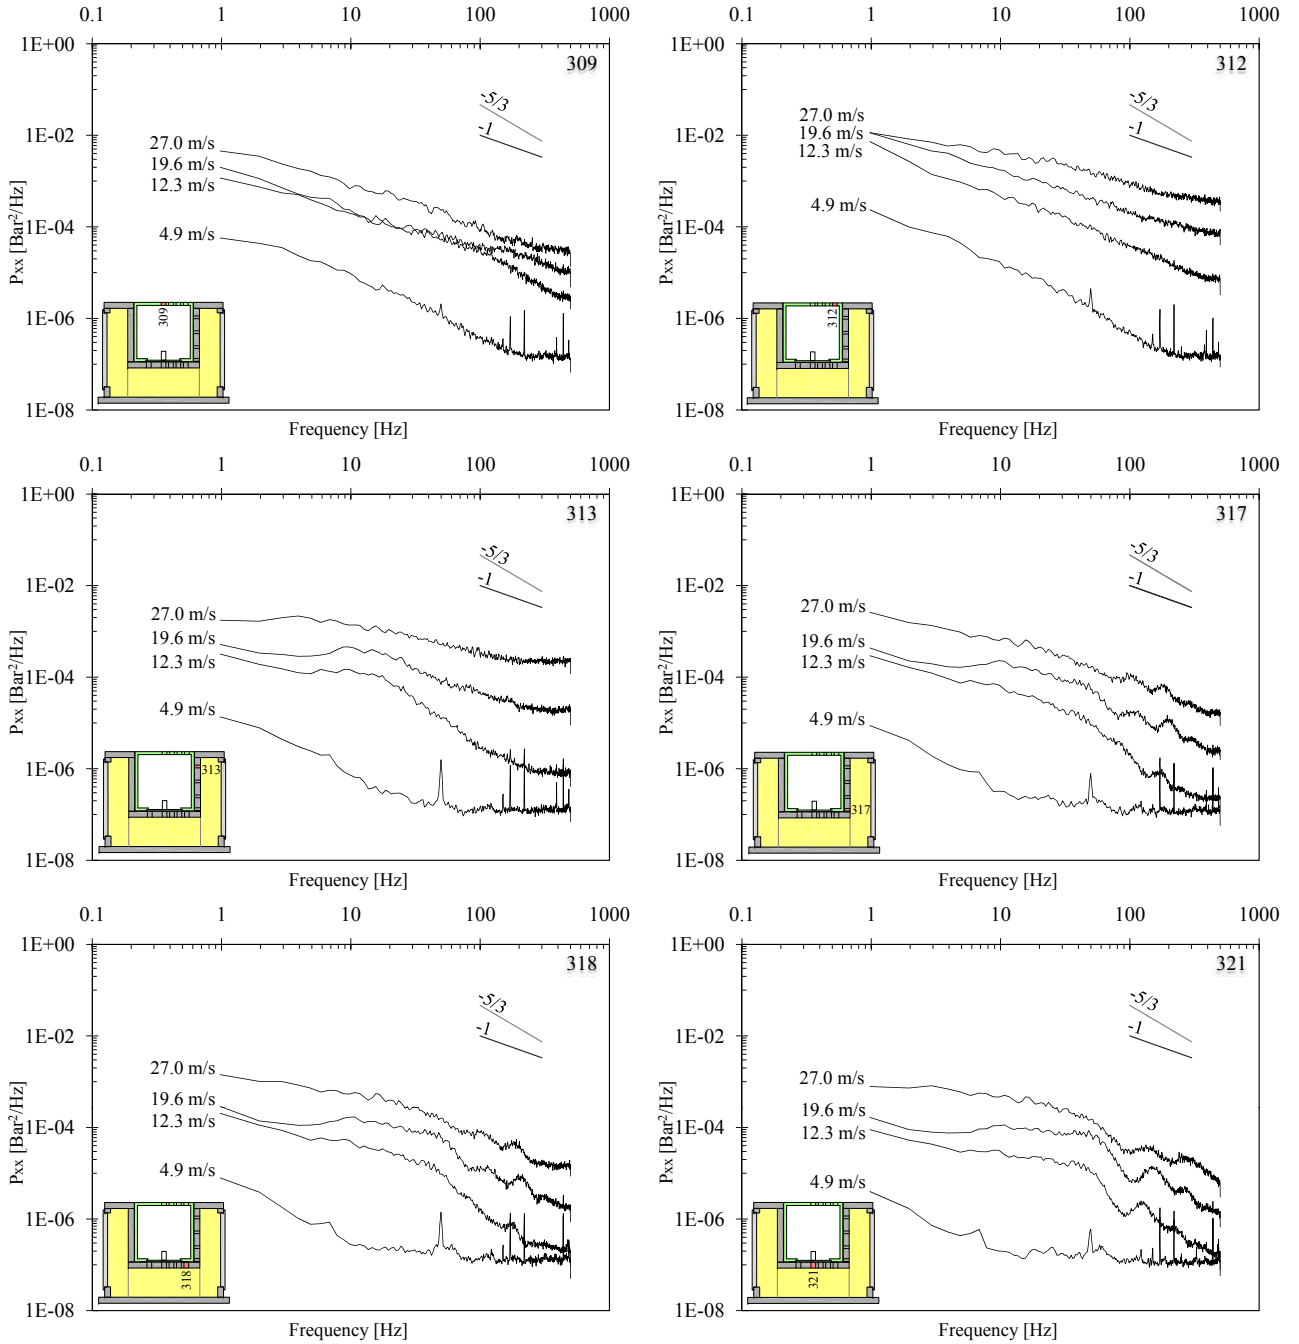 0.1 1 10 100 1000
1E+00
309
-5/3
1E-02
-1
27.0 m/s
19.6 m/s
12.3 m/s
1E-04
4.9 m/s
Pxx [Bar²/Hz]
1E-06
309
1E-08
Frequency [Hz]
0.1 1 10 100 1000
1E+00
312
-5/3
27.0 m/s
1E-02
-1
19.6 m/s
12.3 m/s
1E-04
4.9 m/s
Pxx [Bar²/Hz]
1E-06
312
1E-08
Frequency [Hz]
0.1 1 10 100 1000
1E+00
313
-5/3
1E-02
-1
27.0 m/s
19.6 m/s
12.3 m/s
1E-04
4.9 m/s
Pxx [Bar²/Hz]
1E-06
313
1E-08
Frequency [Hz]
0.1 1 10 100 1000
1E+00
317
-5/3
1E-02
-1
27.0 m/s
19.6 m/s
12.3 m/s
1E-04
4.9 m/s
Pxx [Bar²/Hz]
1E-06
317
1E-08
Frequency [Hz]
0.1 1 10 100 1000
1E+00
318
-5/3
1E-02
-1
27.0 m/s
19.6 m/s
12.3 m/s
1E-04
4.9 m/s
Pxx [Bar²/Hz]
1E-06
318
1E-08
Frequency [Hz]
0.1 1 10 100 1000
1E+00
321
-5/3
1E-02
-1
27.0 m/s
19.6 m/s
12.3 m/s
1E-04
4.9 m/s
Pxx [Bar²/Hz]
1E-06
321
1E-08
Frequency [Hz]